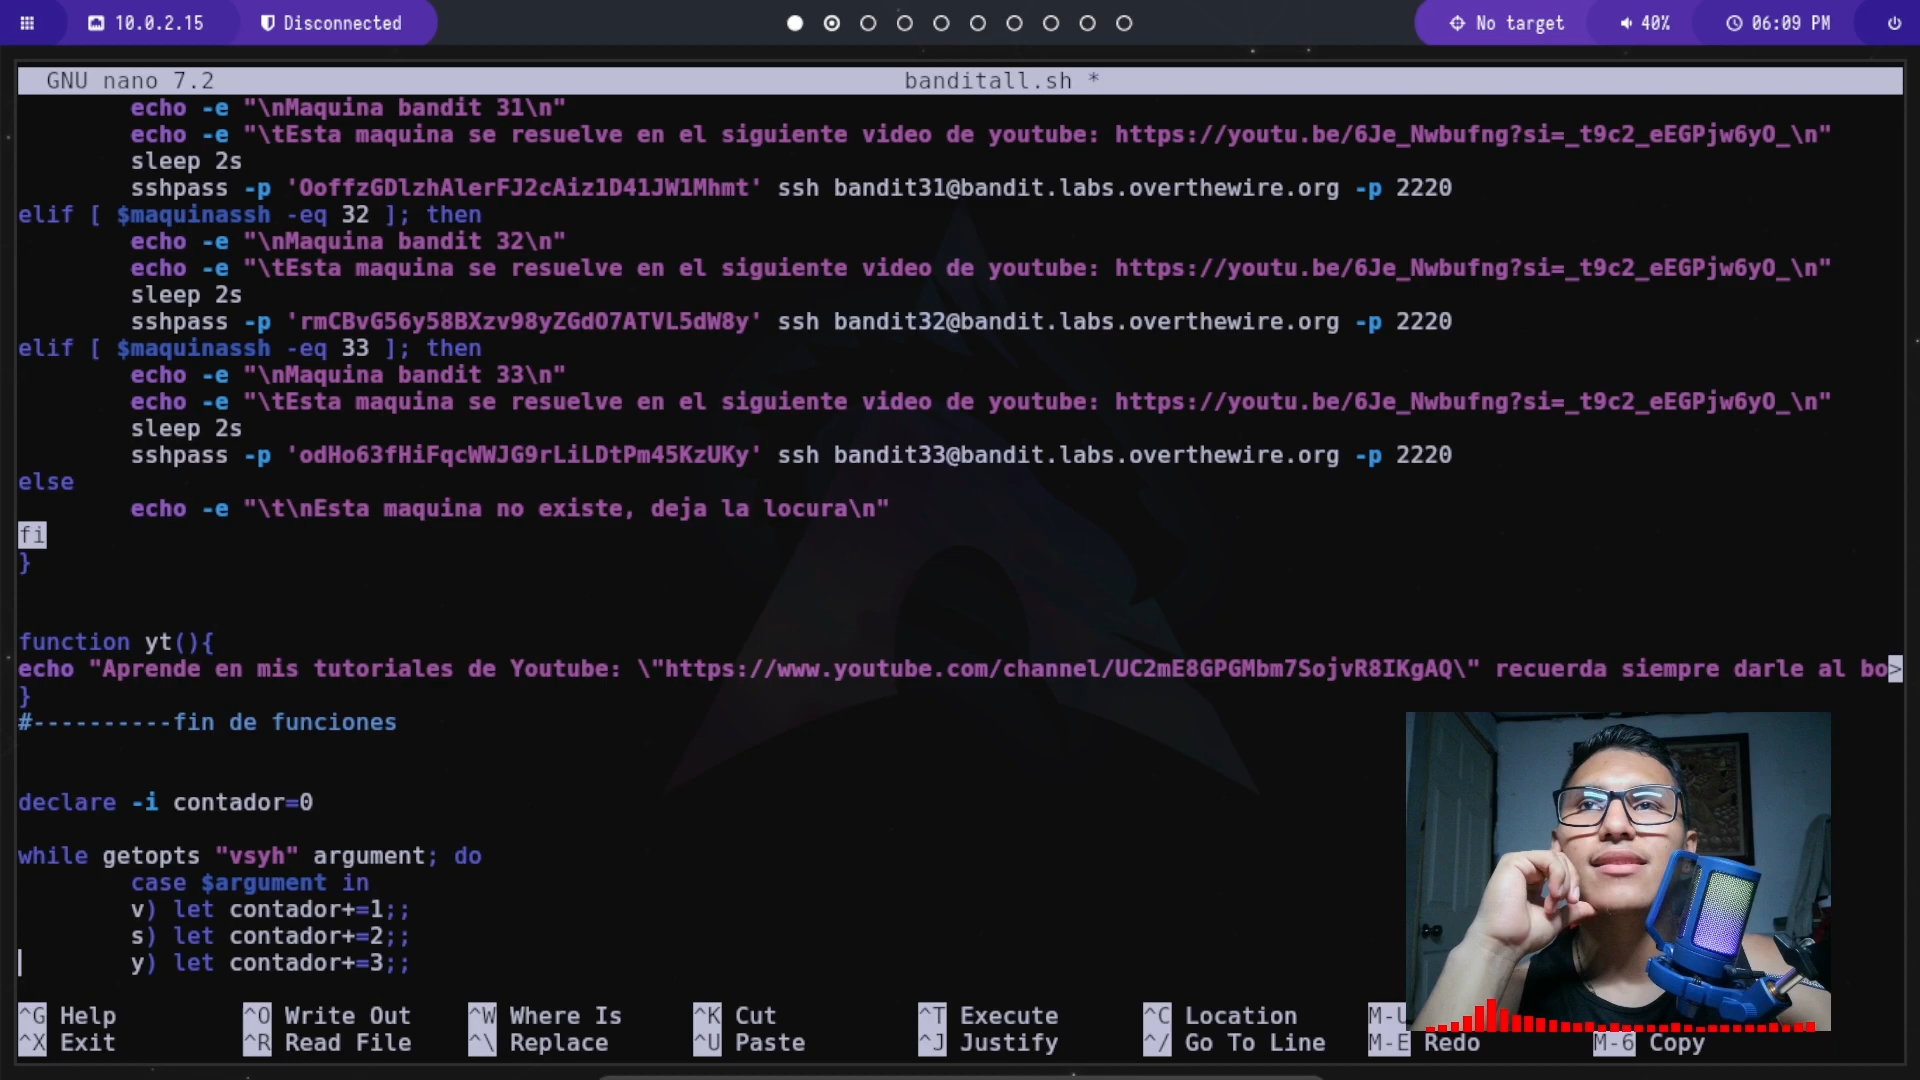 10.0.2.15 Disconnected No target 40% 06:09 PM
GNU nano 7.2 banditall.sh *
echo -e "\nMaquina bandit 31\n"
echo -e "\tEsta maquina se resuelve en el siguiente video de youtube: https://youtu.be/6Je_Nwbufng?si=_t9c2_eEGPjw6yO_\n"
sleep 2s
sshpass -p 'OoffzGDlzhAlerFJ2cAiz1D41JW1Mhmt' ssh bandit31@bandit.labs.overthewire.org -p 2220
elif [ $maquinassh -eq 32 ]; then
echo -e "\nMaquina bandit 32\n"
echo -e "\tEsta maquina se resuelve en el siguiente video de youtube: https://youtu.be/6Je_Nwbufng?si=_t9c2_eEGPjw6yO_\n"
sleep 2s
sshpass -p 'rmCBvG56y58BXzv98yZGdO7ATVL5dW8y' ssh bandit32@bandit.labs.overthewire.org -p 2220
elif [ $maquinassh -eq 33 ]; then
echo -e "\nMaquina bandit 33\n"
echo -e "\tEsta maquina se resuelve en el siguiente video de youtube: https://youtu.be/6Je_Nwbufng?si=_t9c2_eEGPjw6yO_\n"
sleep 2s
sshpass -p 'odHo63fHiFqcWWJG9rLiLDtPm45KzUKy' ssh bandit33@bandit.labs.overthewire.org -p 2220
else
echo -e "\t\nEsta maquina no existe, deja la locura\n"
fi
}
function yt(){
echo "Aprende en mis tutoriales de Youtube: \"https://www.youtube.com/channel/UC2mE8GPGMbm7SojvR8IKgAQ\" recuerda siempre darle al bo>
}
#----------fin de funciones
declare -i contador=0
while getopts "vsyh" argument; do
case $argument in
v) let contador+=1;;
s) let contador+=2;;
y) let contador+=3;;
^G Help ^O Write Out ^W Where Is ^K Cut ^T Execute ^C Location M-U
^X Exit ^R Read File ^\ Replace ^U Paste ^J Justify ^/ Go To Line M-E Redo M-6 Copy